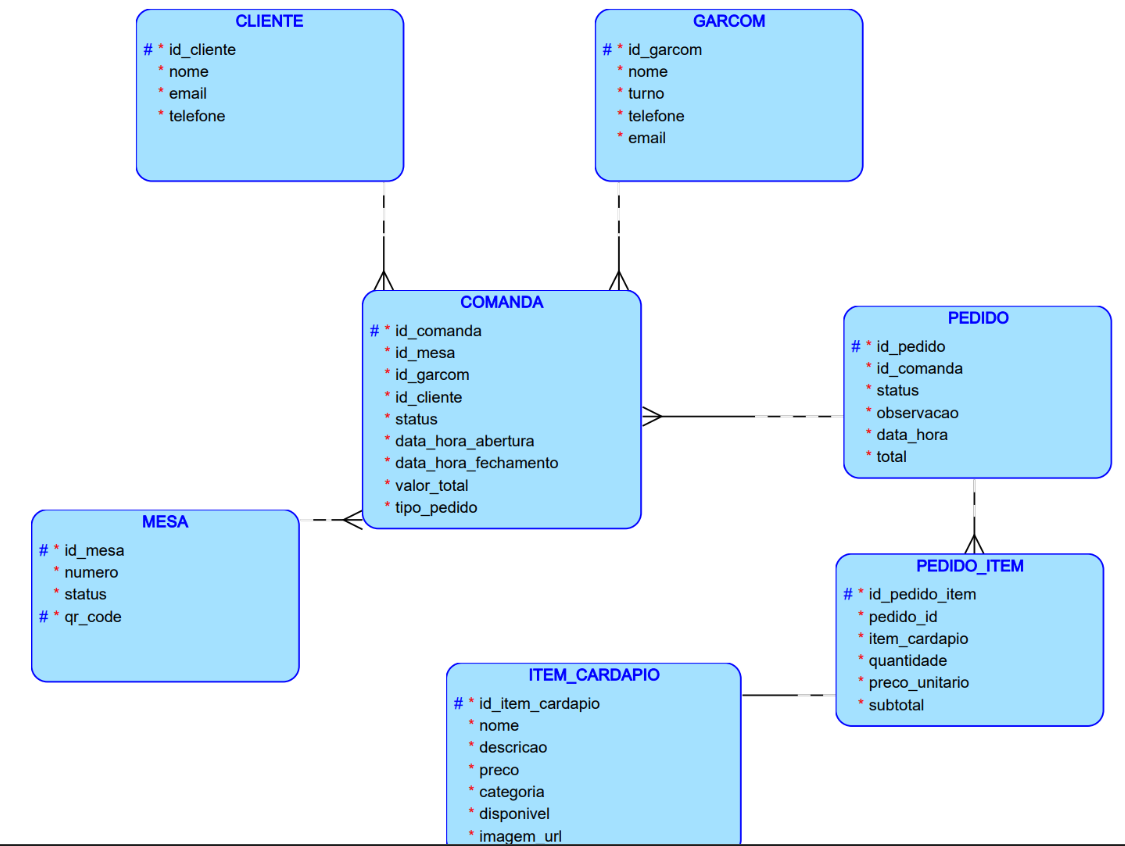 CLIENTE
# * id_cliente
* nome
* email
* telefone
GARCOM
# * id_garcom
* nome
* turno
* telefone
* email
COMANDA
# * id_comanda
* id_mesa
* id_garcom
* id_cliente
* status
* data_hora_abertura
* data_hora_fechamento
* valor_total
* tipo_pedido
PEDIDO
# * id_pedido
* id_comanda
* status
* observacao
* data_hora
* total
MESA
# * id_mesa
* numero
* status
# * qr_code
PEDIDO_ITEM
# * id_pedido_item
* pedido_id
* item_cardapio
* quantidade
* preco_unitario
* subtotal
ITEM_CARDAPIO
# * id_item_cardapio
* nome
* descricao
* preco
* categoria
* disponivel
* imagem_url